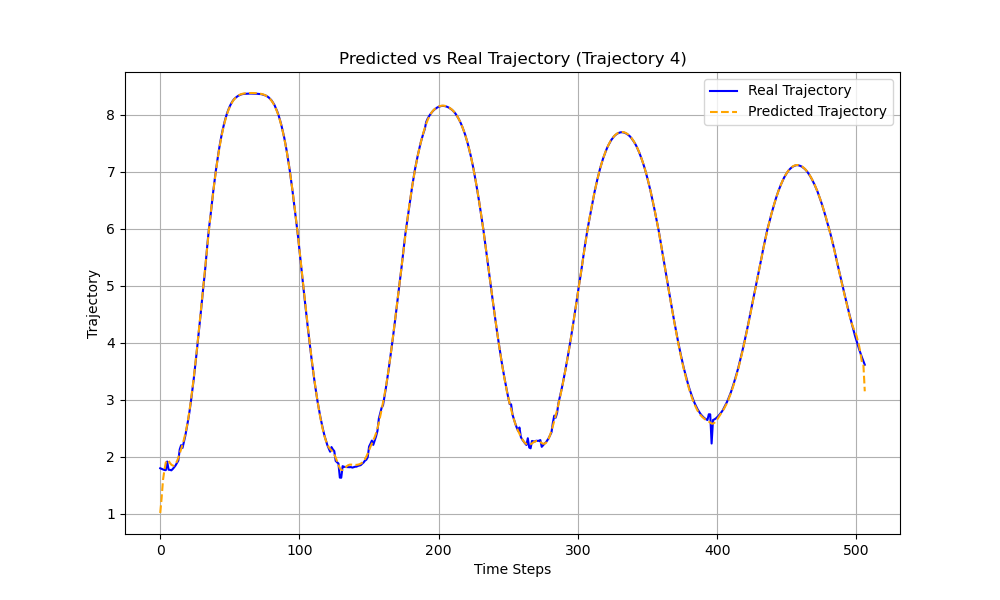 Predicted vs Real Trajectory (Trajectory 4)
Real Trajectory
Predicted Trajectory
8
7
6
5
4
3
2
1
Trajectory
0 100 200 300 400 500
Time Steps